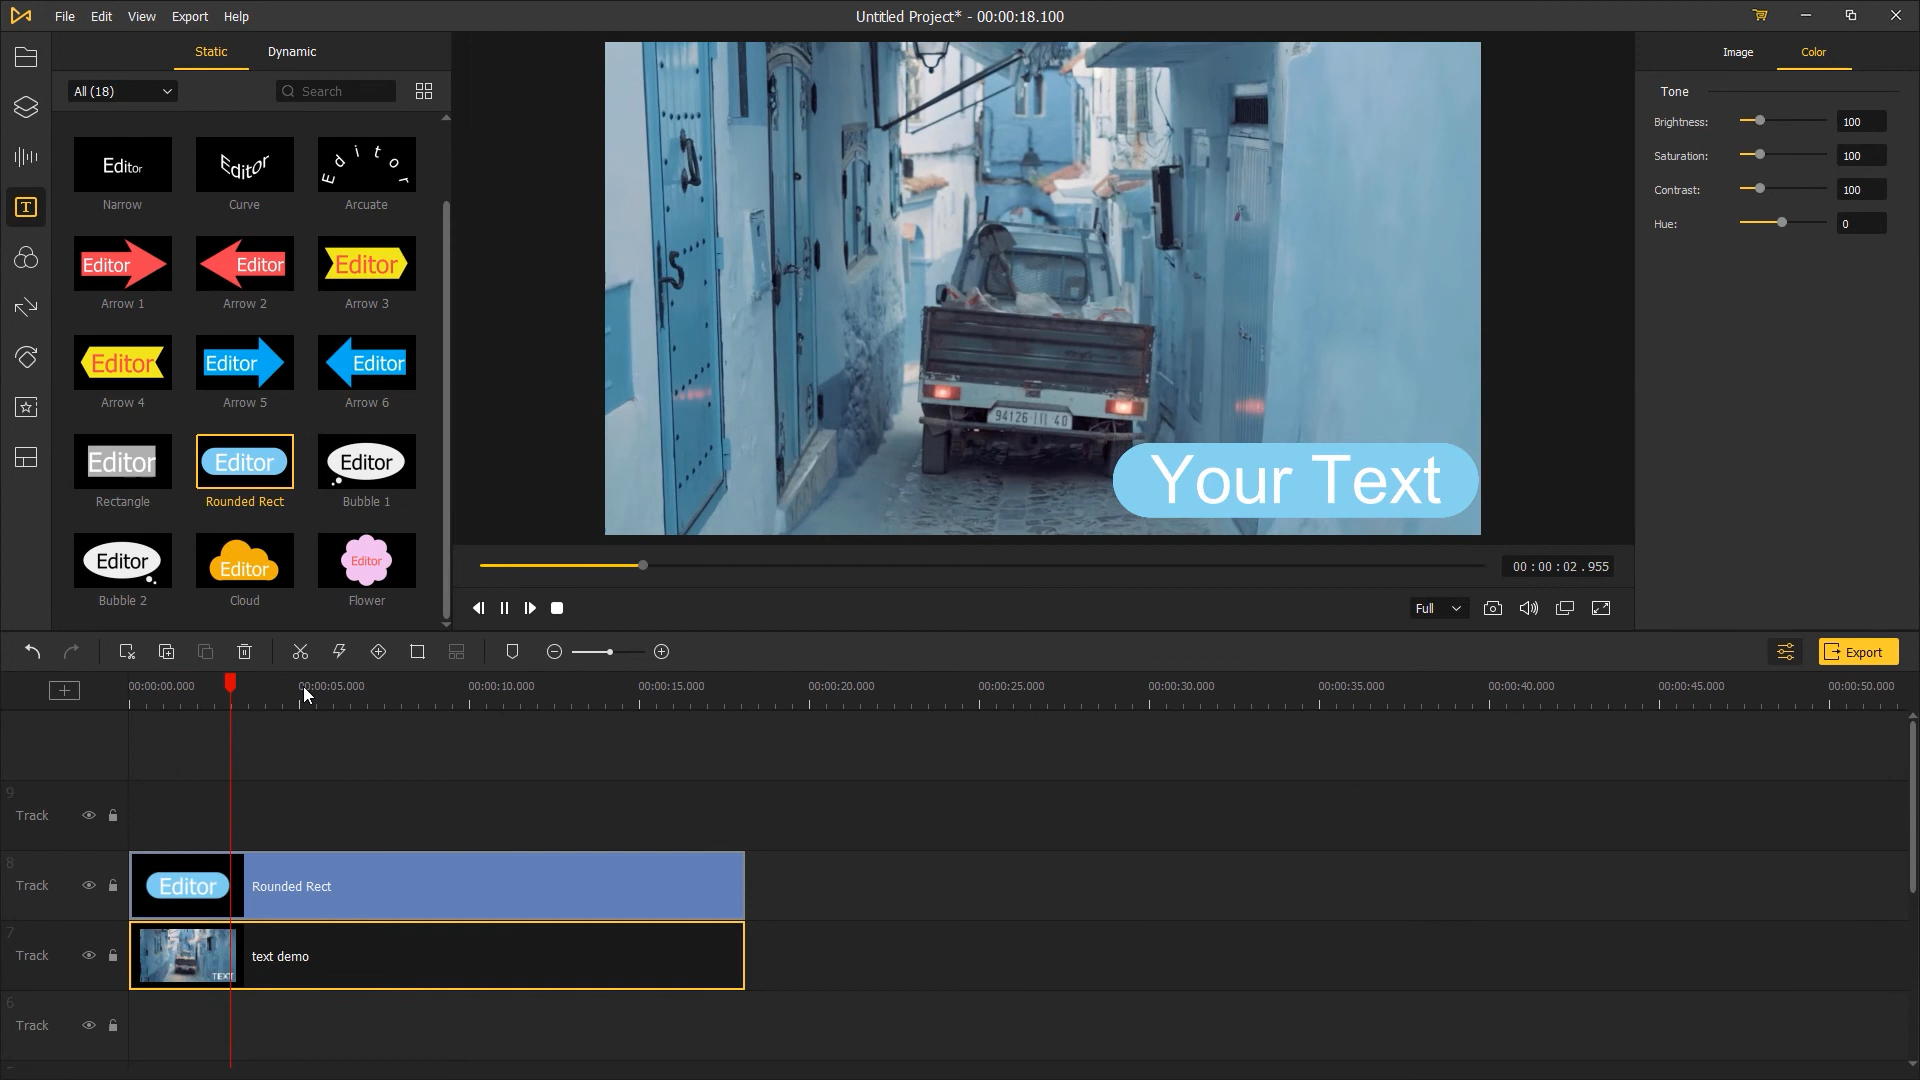 File Edit View Export Help
Untitled Project* - 00:00:18.100
Static Dynamic
All (18)
Search
Editor Editor Editor
Narrow Curve Arcuate
Editor Editor Editor
Arrow 1 Arrow 2 Arrow 3
Editor Editor Editor
Arrow 4 Arrow 5 Arrow 6
Editor Editor Editor
Rectangle Rounded Rect Bubble 1
Editor Editor Editor
Bubble 2 Cloud Flower
94126 40
Your Text
00 : 00 : 02 . 955
Full
Image Color
Tone
Brightness: 100
Saturation: 100
Contrast: 100
Hue: 0
Export
00:00:00.000 00:00:05.000 00:00:10.000 00:00:15.000 00:00:20.000 00:00:25.000 00:00:30.000 00:00:35.000 00:00:40.000 00:00:45.000 00:00:50.000
9
Track
8
Track
Editor
Rounded Rect
7
Track
TEXT
text demo
6
Track